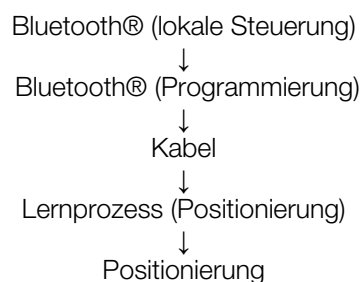 Bluetooth® (lokale Steuerung)
↓
Bluetooth® (Programmierung)
↓
Kabel
↓
Lernprozess (Positionierung)
↓
Positionierung